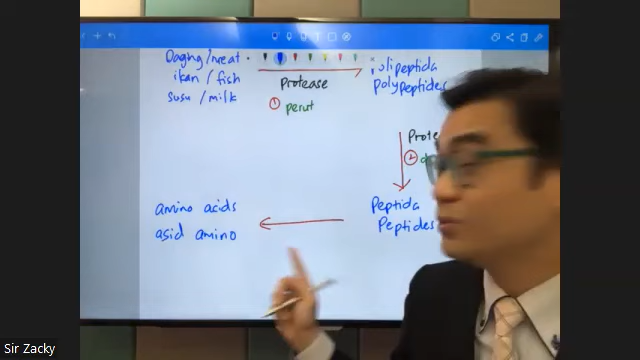 Daging/meat
ikan / fish
susu / milk
Protease
① perut
polipeptida
polypeptides
②
Peptida
Peptides
amino acids
asid amino
Sir Zacky